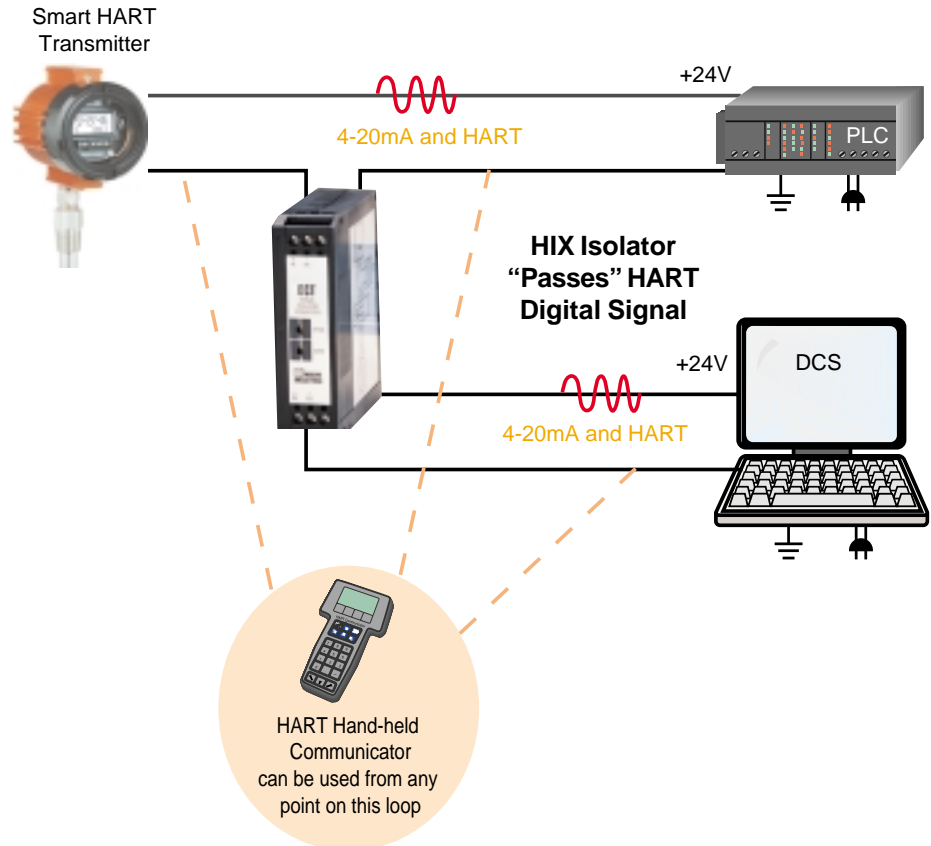 Smart HART
Transmitter
+24V
4-20mA and HART
PLC
HIX Isolator
“Passes” HART
Digital Signal
+24V
DCS
4-20mA and HART
HART Hand-held
Communicator
can be used from any
point on this loop